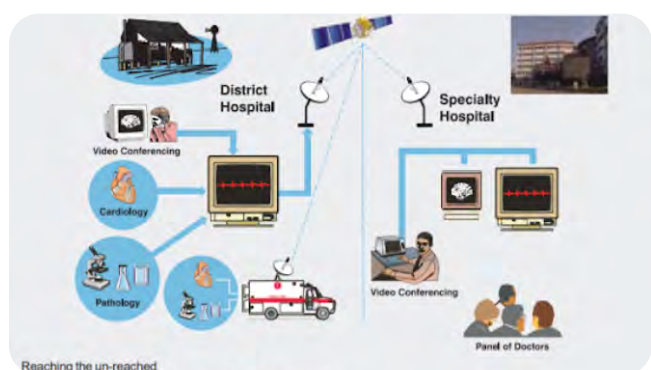 District
Hospital
Specialty
Hospital
Video Conferencing
Cardiology
Pathology
Video Conferencing
Panel of Doctors
Reaching the un-reached